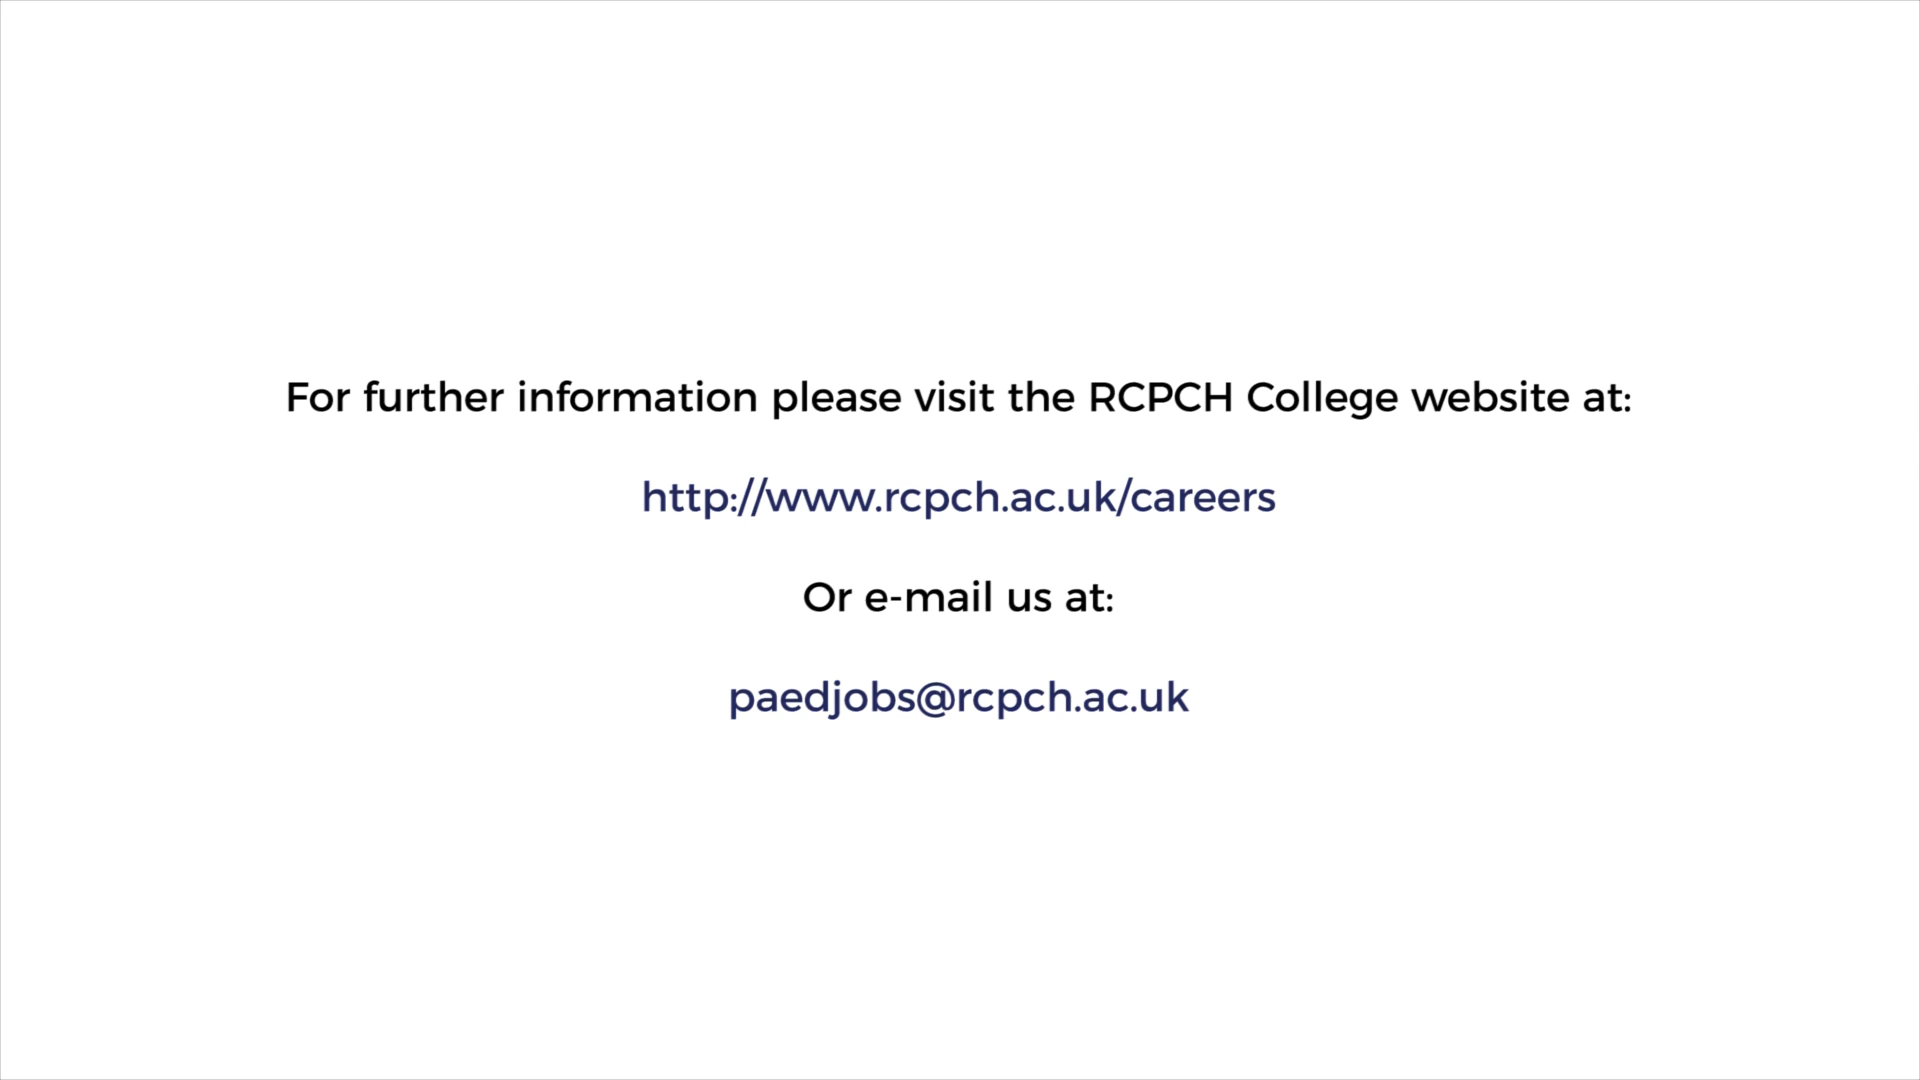 For further information please visit the RCPCH College website at:
http://www.rcpch.ac.uk/careers
Or e-mail us at:
paedjobs@rcpch.ac.uk